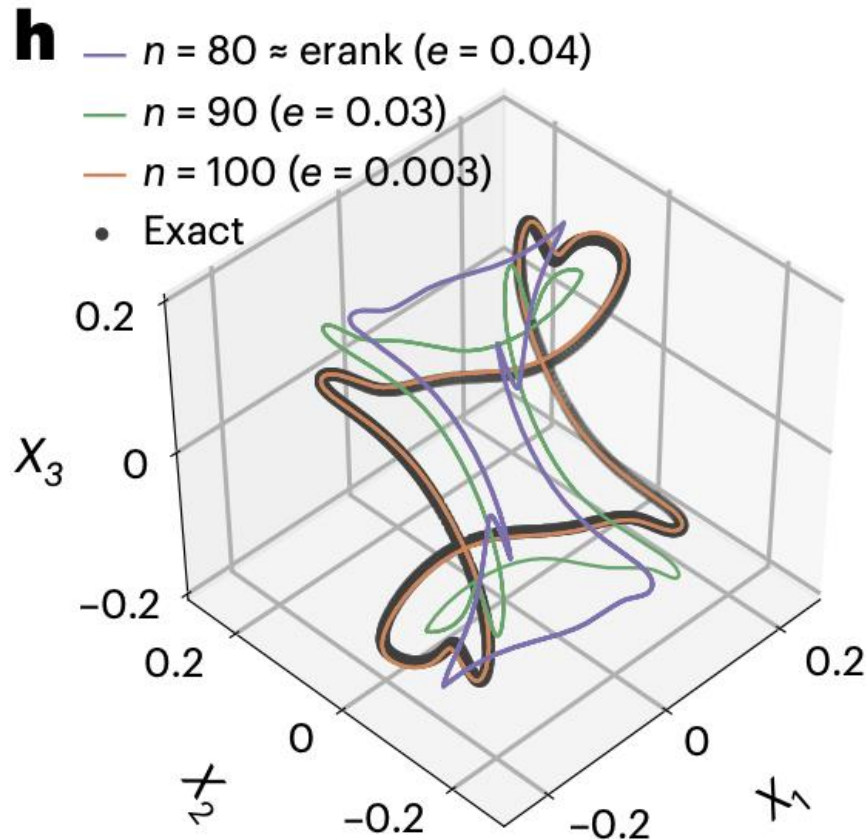 h
n = 80 ≈ erank (e = 0.04)
n = 90 (e = 0.03)
n = 100 (e = 0.003)
Exact
0.2
X₃
0
−0.2
0.2
0
−0.2
X₂
0.2
0
−0.2
X₁